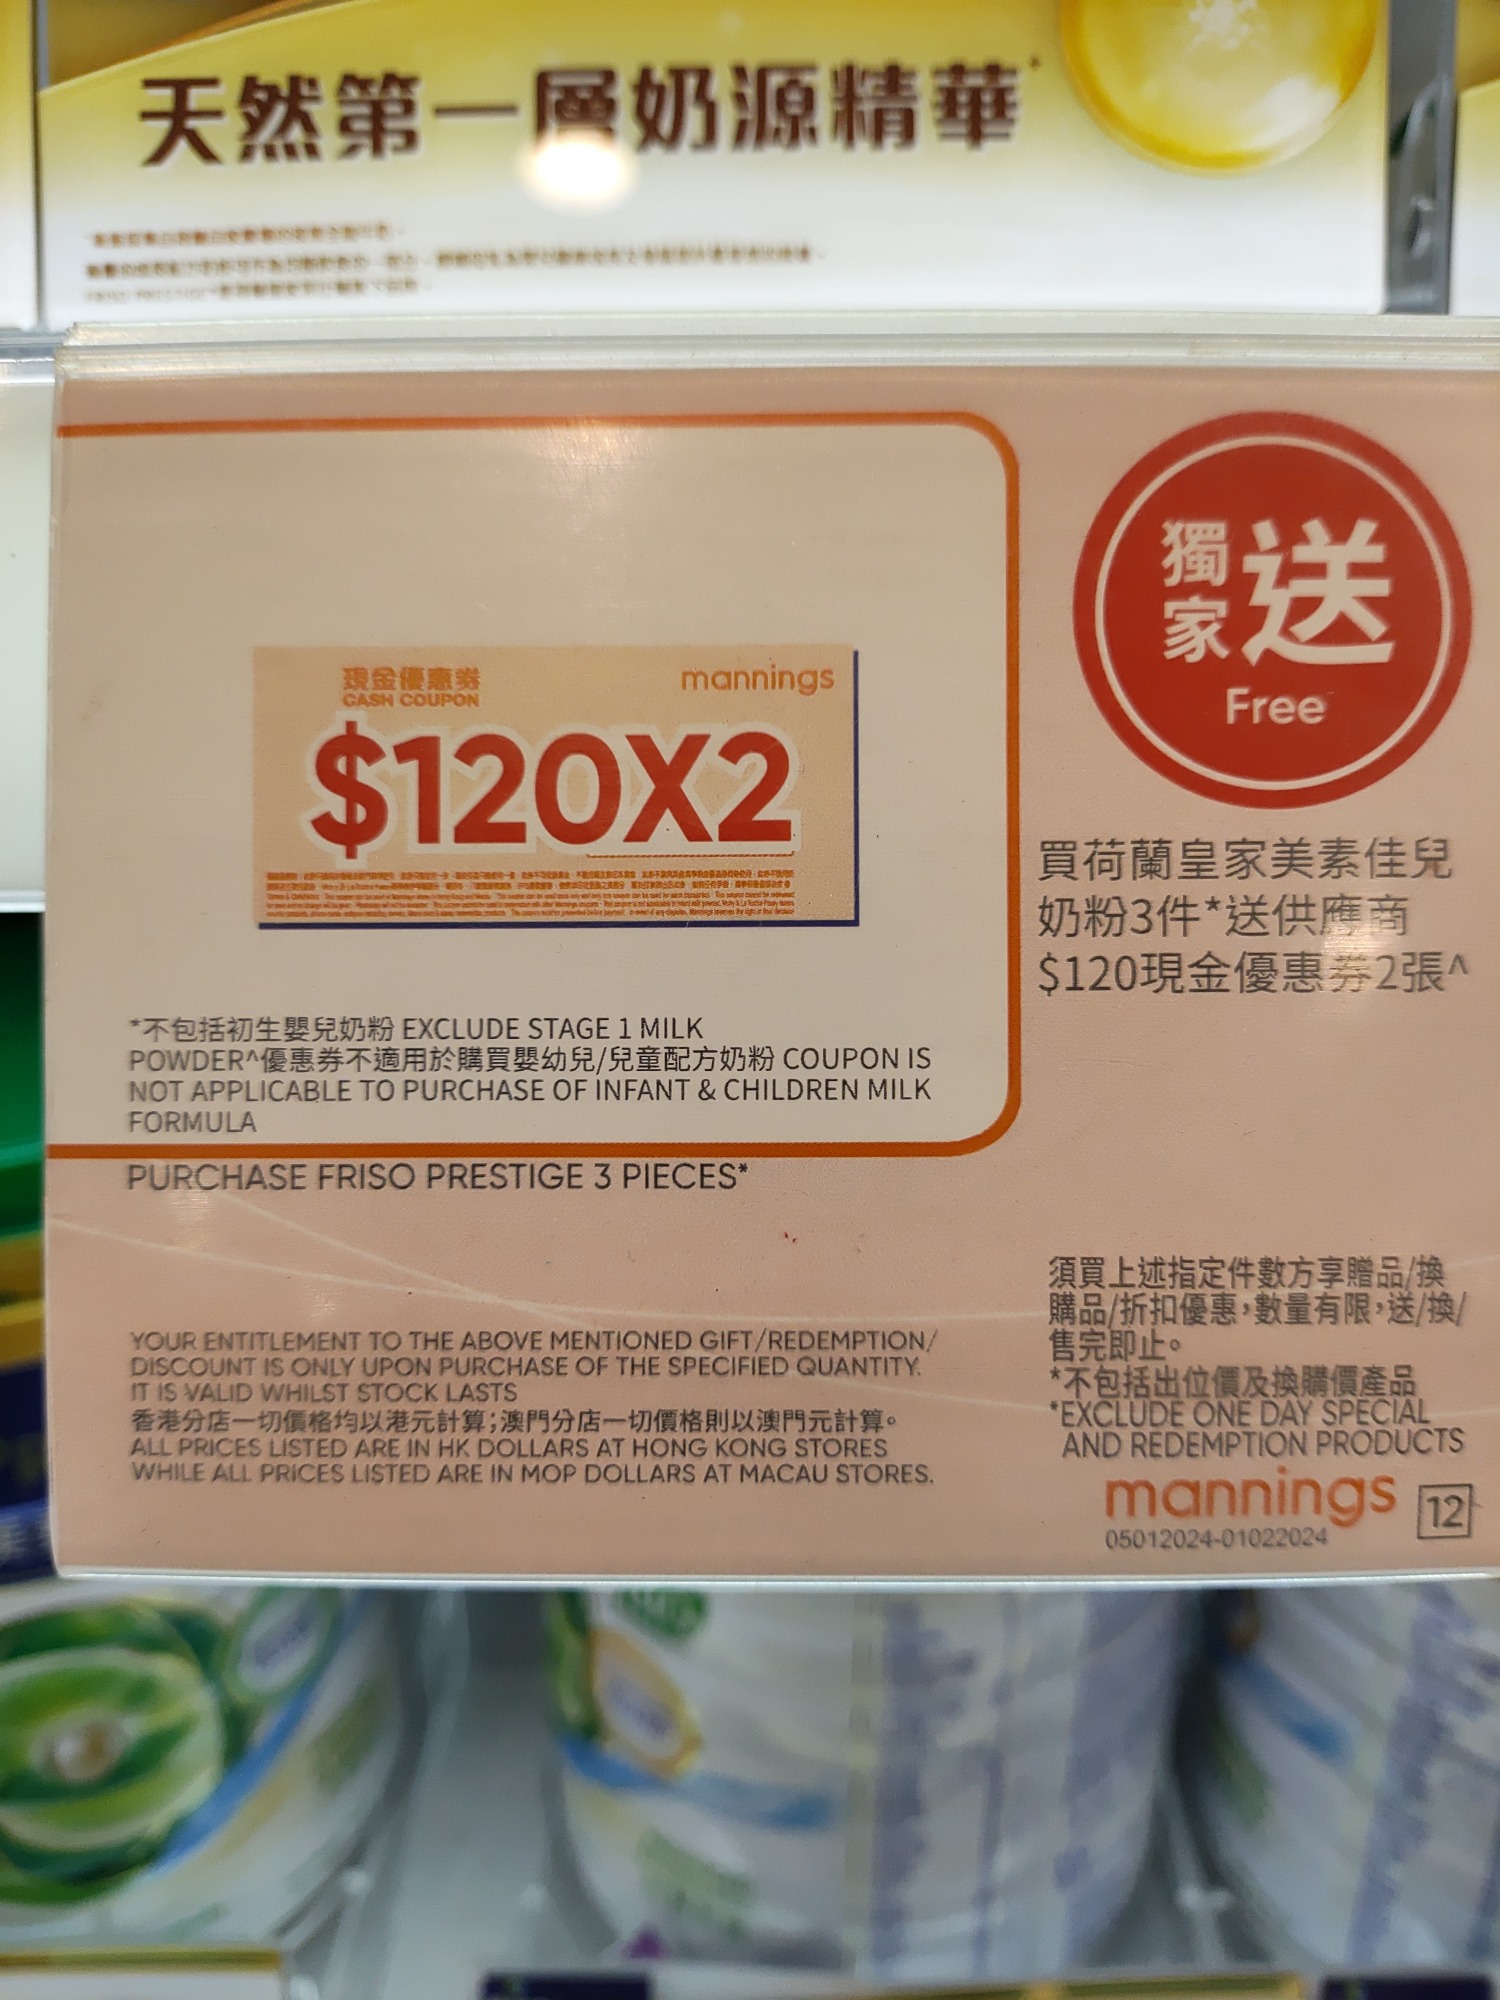 天然第一層奶源精華
獨家送
Free
現金優惠券
CASH COUPON
mannings
$120X2
買荷蘭皇家美素佳兒
奶粉3件*送供應商
$120現金優惠券2張^
*不包括初生嬰兒奶粉 EXCLUDE STAGE 1 MILK
POWDER^優惠券不適用於購買嬰幼兒/兒童配方奶粉 COUPON IS
NOT APPLICABLE TO PURCHASE OF INFANT & CHILDREN MILK
FORMULA
PURCHASE FRISO PRESTIGE 3 PIECES*
YOUR ENTITLEMENT TO THE ABOVE MENTIONED GIFT/REDEMPTION/
DISCOUNT IS ONLY UPON PURCHASE OF THE SPECIFIED QUANTITY.
IT IS VALID WHILST STOCK LASTS
香港分店一切價格均以港元計算;澳門分店一切價格則以澳門元計算。
ALL PRICES LISTED ARE IN HK DOLLARS AT HONG KONG STORES
WHILE ALL PRICES LISTED ARE IN MOP DOLLARS AT MACAU STORES.
須買上述指定件數方享贈品/換
購品/折扣優惠，數量有限，送/換/
售完即止。
*不包括出位價及換購價產品
*EXCLUDE ONE DAY SPECIAL
AND REDEMPTION PRODUCTS
mannings
12
05012024-01022024